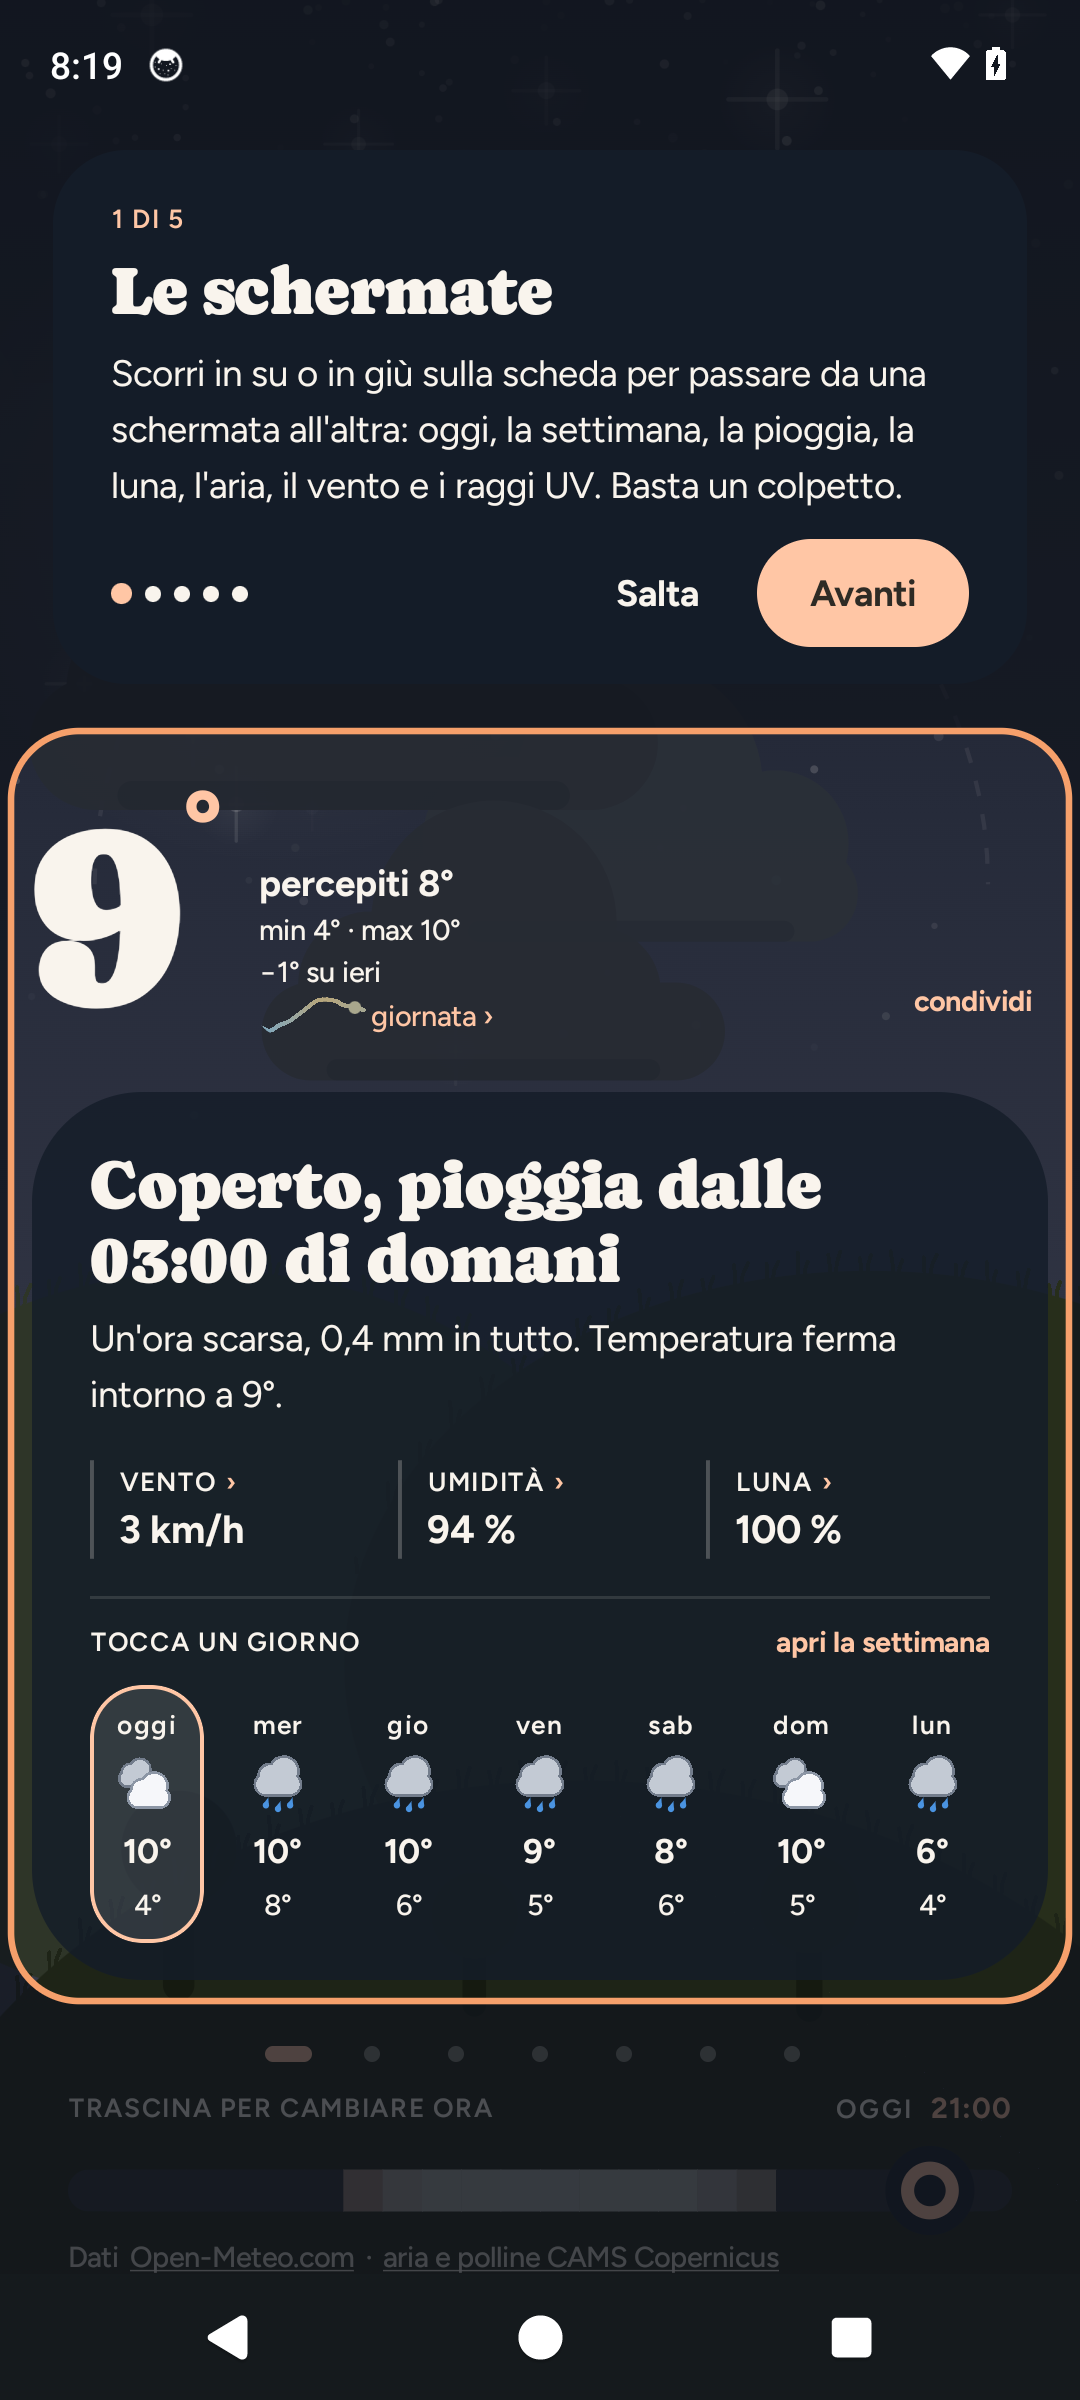 8:19
1 DI 5
Le schermate
Scorri in su o in giù sulla scheda per passare da una
schermata all'altra: oggi, la settimana, la pioggia, la
luna, l'aria, il vento e i raggi UV. Basta un colpetto.
Salta
Avanti
9°
percepiti 8°
min 4° · max 10°
−1° su ieri
giornata ›
condividi
Coperto, pioggia dalle
03:00 di domani
Un'ora scarsa, 0,4 mm in tutto. Temperatura ferma
intorno a 9°.
VENTO › UMIDITÀ › LUNA ›
3 km/h 94 % 100 %
TOCCA UN GIORNO apri la settimana
oggi mer gio ven sab dom lun
10° 10° 10° 9° 8° 10° 6°
4° 8° 6° 5° 6° 5° 4°
TRASCINA PER CAMBIARE ORA OGGI 21:00
Dati Open-Meteo.com · aria e polline CAMS Copernicus